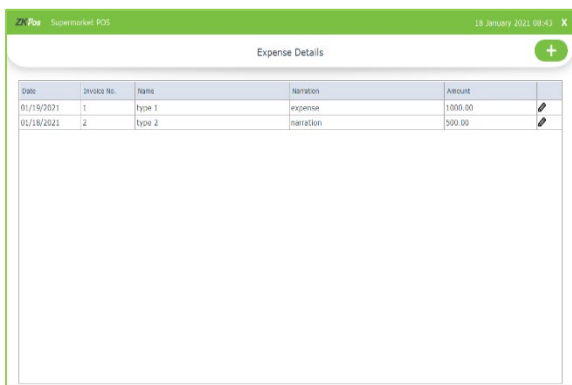 ZKPos Supermarket POS 18 January 2021 08:43 X
Expense Details +
Date Invoice No. Name Narration Amount
01/19/2021 1 type 1 expense 1000.00
01/18/2021 2 type 2 narration 500.00